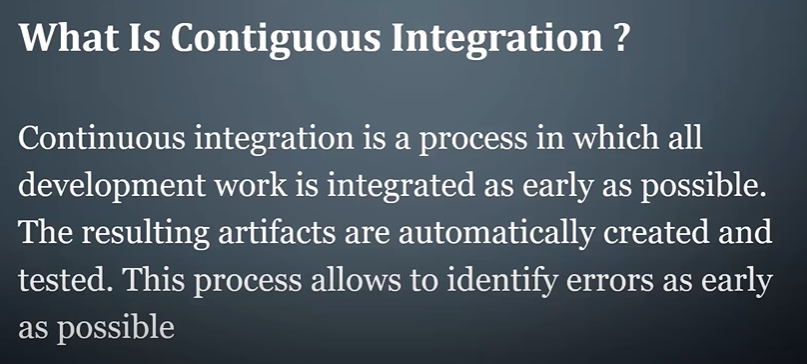 What Is Contiguous Integration ?
Continuous integration is a process in which all
development work is integrated as early as possible.
The resulting artifacts are automatically created and
tested. This process allows to identify errors as early
as possible